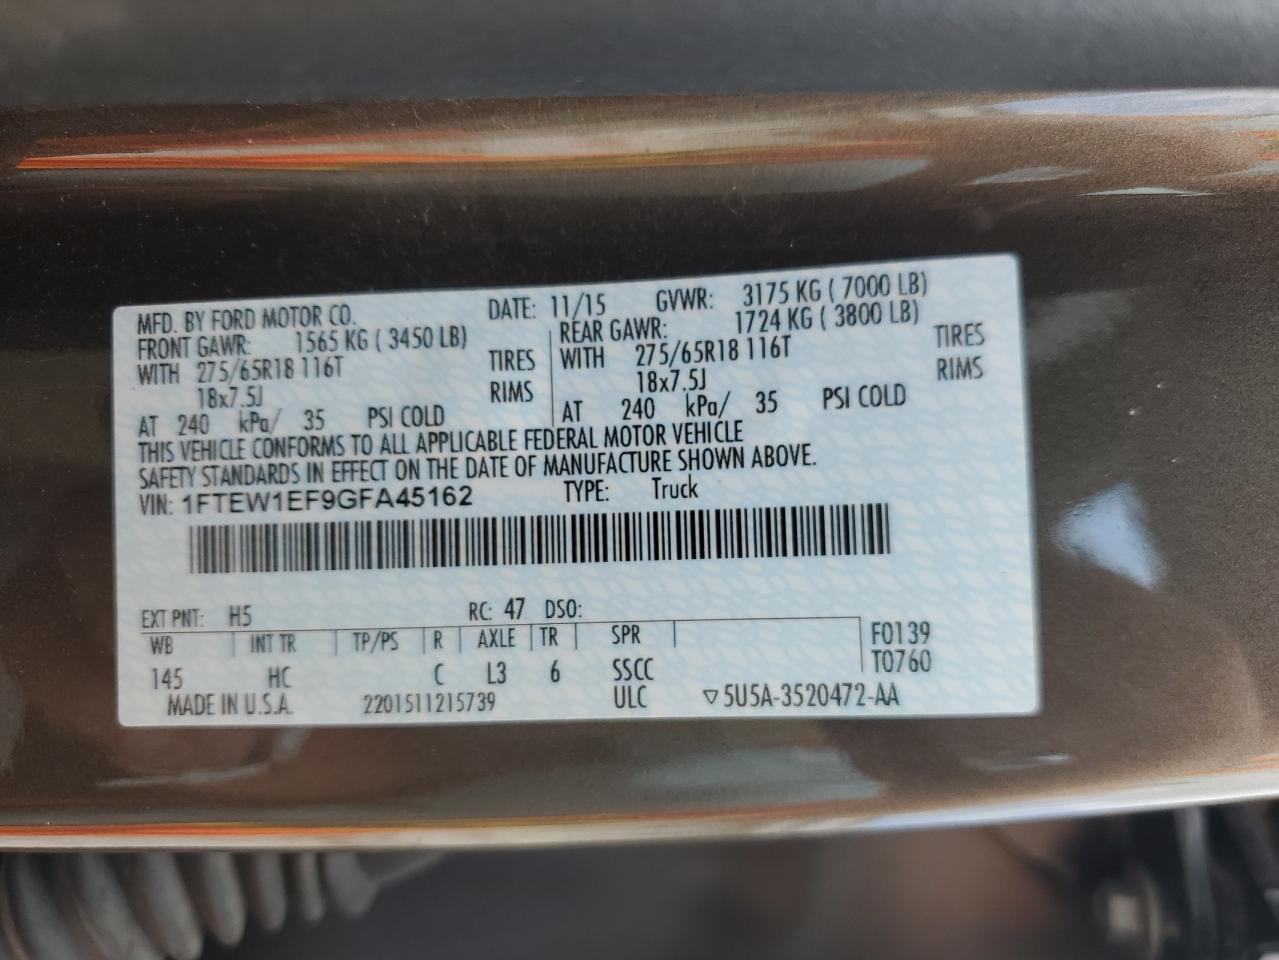 MFD. BY FORD MOTOR CO. DATE: 11/15 GVWR: 3175 KG ( 7000 LB)
FRONT GAWR: 1565 KG ( 3450 LB)
WITH 275/65R18 116T TIRES
18x7.5J RIMS
AT 240 kPa/ 35 PSI COLD
REAR GAWR: 1724 KG ( 3800 LB)
WITH 275/65R18 116T TIRES
18x7.5J RIMS
AT 240 kPa/ 35 PSI COLD
THIS VEHICLE CONFORMS TO ALL APPLICABLE FEDERAL MOTOR VEHICLE
SAFETY STANDARDS IN EFFECT ON THE DATE OF MANUFACTURE SHOWN ABOVE.
VIN: 1FTEW1EF9GFA45162 TYPE: Truck
EXT PNT: H5 RC: 47 DSO:
WB INT TR TP/PS R AXLE TR SPR F0139
145 HC C L3 6 SSCC T0760
MADE IN U.S.A. 2201511215739 ULC ▽5U5A-3520472-AA